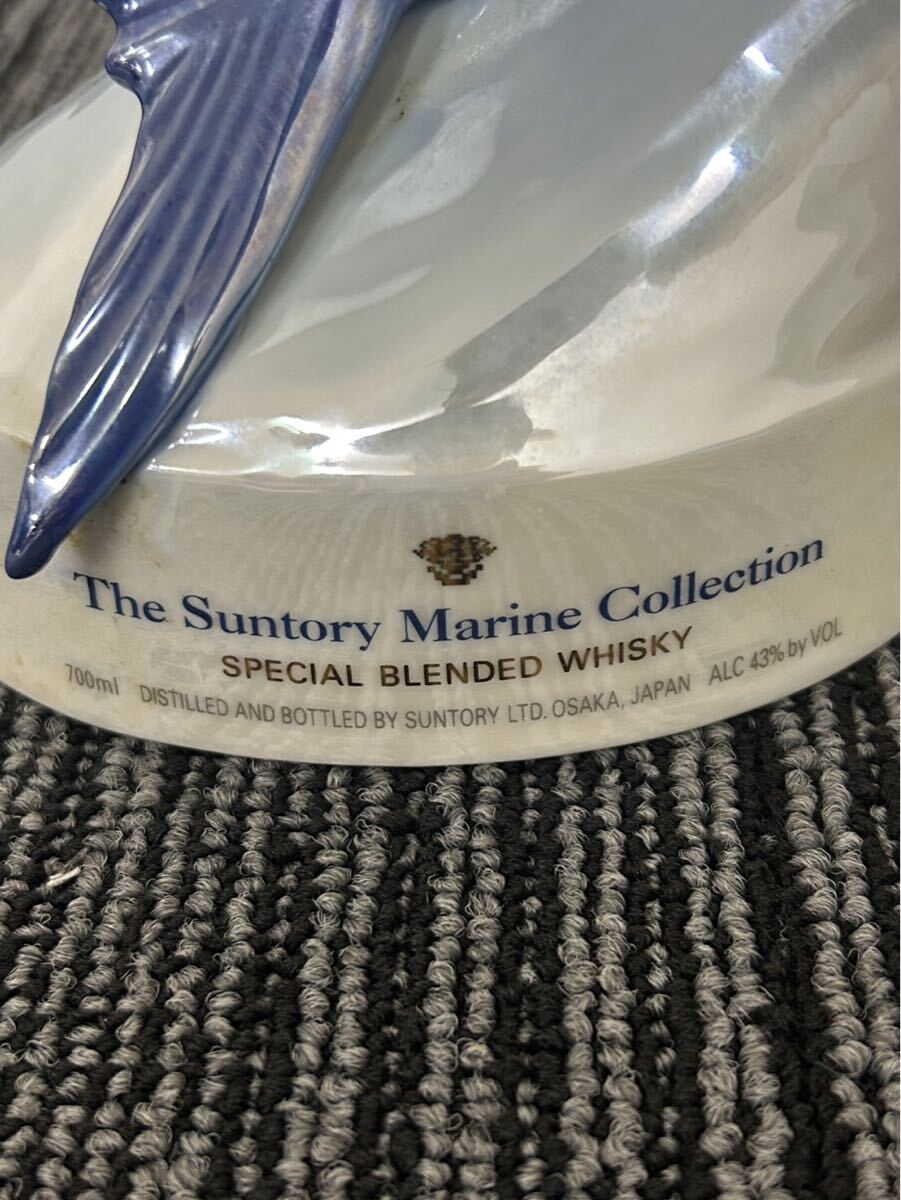 The Suntory Marine Collection
SPECIAL BLENDED WHISKY
700ml DISTILLED AND BOTTLED BY SUNTORY LTD. OSAKA, JAPAN ALC 43% by VOL